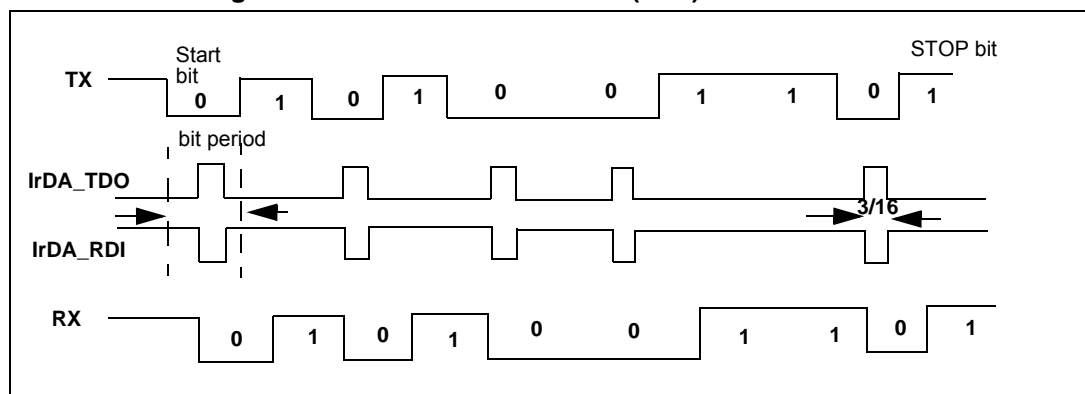 Start
bit
STOP bit
TX
0 1 0 1 0 0 1 1 0 1
bit period
IrDA_TDO
3/16
IrDA_RDI
RX
0 1 0 1 0 0 1 1 0 1